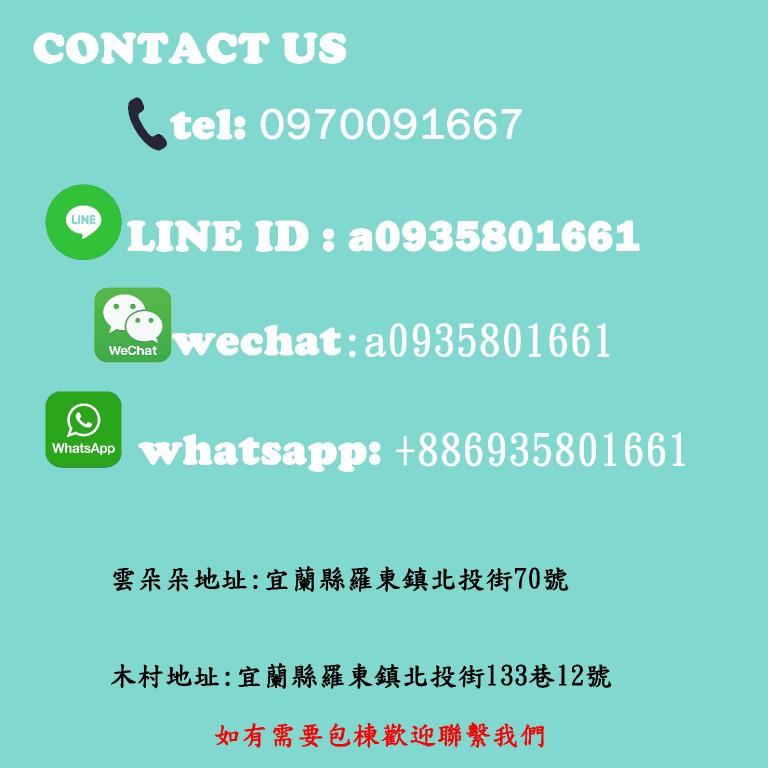 CONTACT US
tel: 0970091667
LINE
LINE ID : a0935801661
WeChat
wechat:a0935801661
WhatsApp
whatsapp: +886935801661
雲朵朵地址:宜蘭縣羅東鎮北投街70號
木村地址:宜蘭縣羅東鎮北投街133巷12號
如有需要包棟歡迎聯繫我們